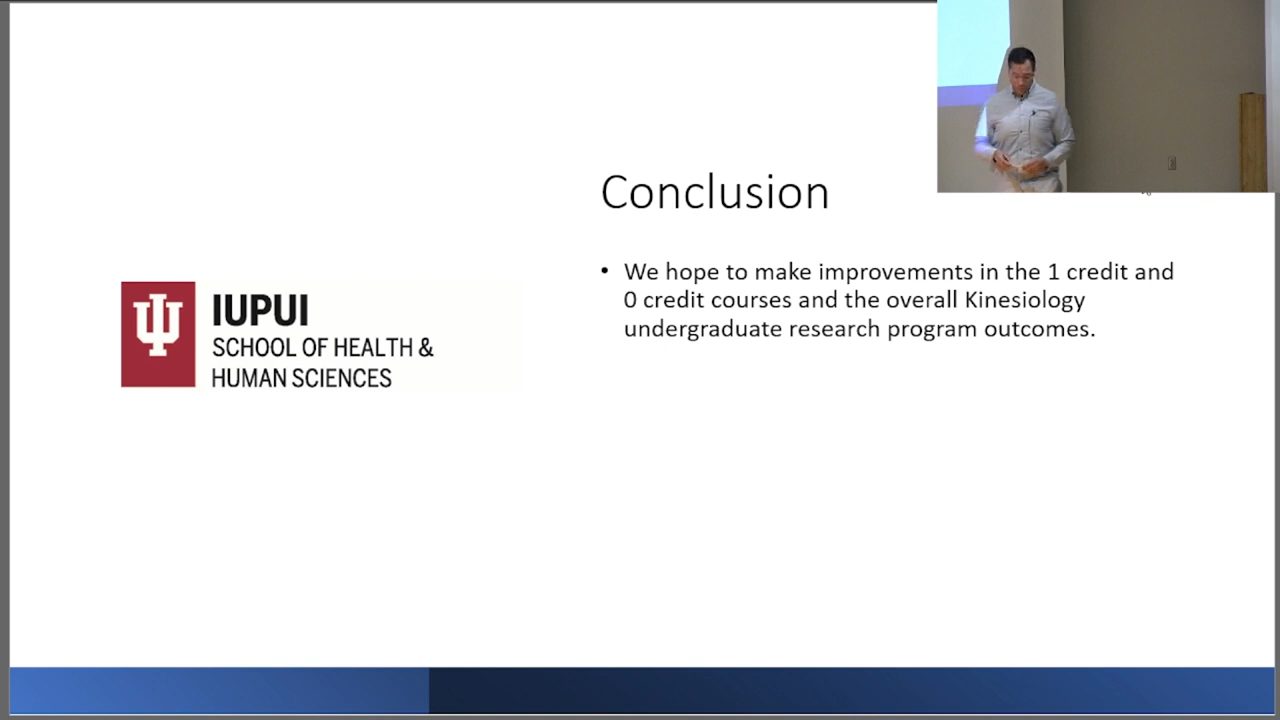 Conclusion
• We hope to make improvements in the 1 credit and
0 credit courses and the overall Kinesiology
undergraduate research program outcomes.
IUPUI
SCHOOL OF HEALTH &
HUMAN SCIENCES